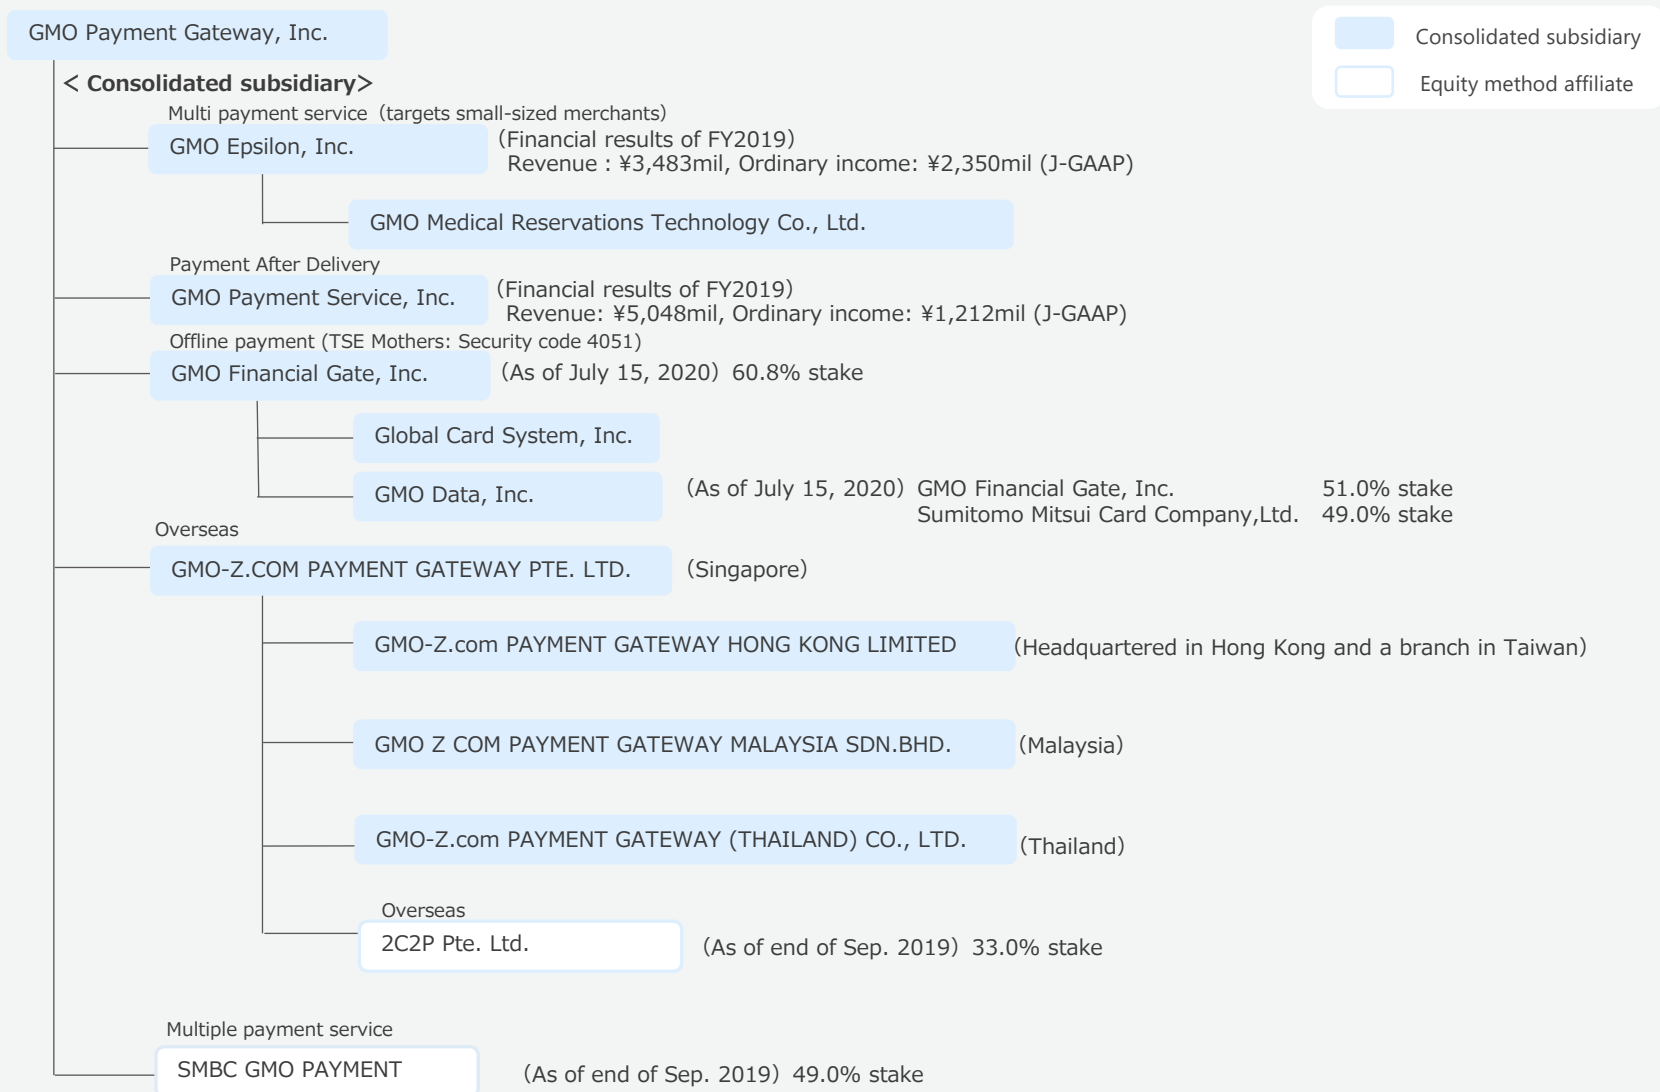 GMO Payment Gateway, Inc.
Consolidated subsidiary
Equity method affiliate
< Consolidated subsidiary>
Multi payment service（targets small-sized merchants）
GMO Epsilon, Inc.
（Financial results of FY2019）
Revenue : ¥3,483mil, Ordinary income: ¥2,350mil (J-GAAP)
GMO Medical Reservations Technology Co., Ltd.
Payment After Delivery
GMO Payment Service, Inc.
（Financial results of FY2019）
Revenue: ¥5,048mil, Ordinary income: ¥1,212mil (J-GAAP)
Offline payment (TSE Mothers: Security code 4051)
GMO Financial Gate, Inc.
（As of July 15, 2020）60.8% stake
Global Card System, Inc.
GMO Data, Inc.
（As of July 15, 2020）GMO Financial Gate, Inc. 51.0% stake
Sumitomo Mitsui Card Company,Ltd. 49.0% stake
Overseas
GMO-Z.COM PAYMENT GATEWAY PTE. LTD.
（Singapore）
GMO-Z.com PAYMENT GATEWAY HONG KONG LIMITED
（Headquartered in Hong Kong and a branch in Taiwan）
GMO Z COM PAYMENT GATEWAY MALAYSIA SDN.BHD.
（Malaysia）
GMO-Z.com PAYMENT GATEWAY (THAILAND) CO., LTD.
（Thailand）
Overseas
2C2P Pte. Ltd.
（As of end of Sep. 2019）33.0% stake
Multiple payment service
SMBC GMO PAYMENT
（As of end of Sep. 2019）49.0% stake